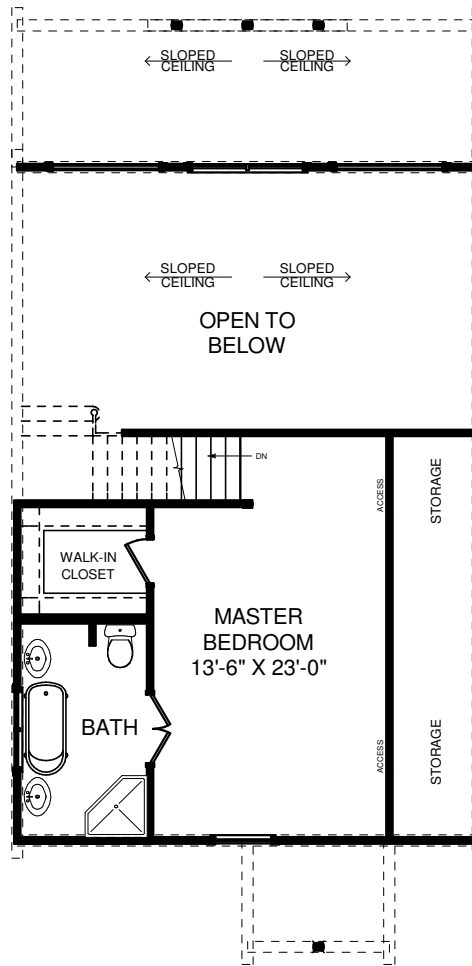 SLOPED
CEILING
SLOPED
CEILING
SLOPED
CEILING
SLOPED
CEILING
OPEN TO
BELOW
DN
ACCESS
STORAGE
WALK-IN
CLOSET
MASTER
BEDROOM
13'-6" X 23'-0"
BATH
ACCESS
STORAGE